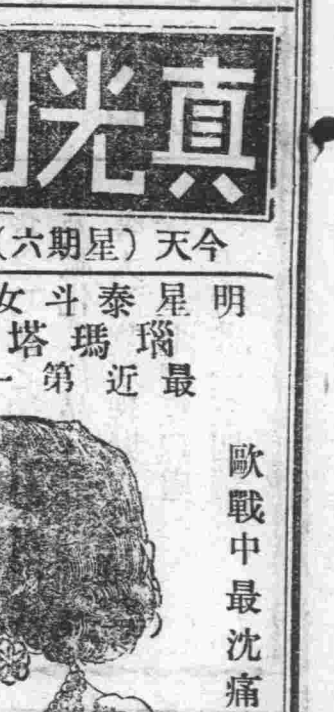 真光
今天（星期六）
明星泰斗女
瑙瑪塔
最近第一
歐戰中最沈痛